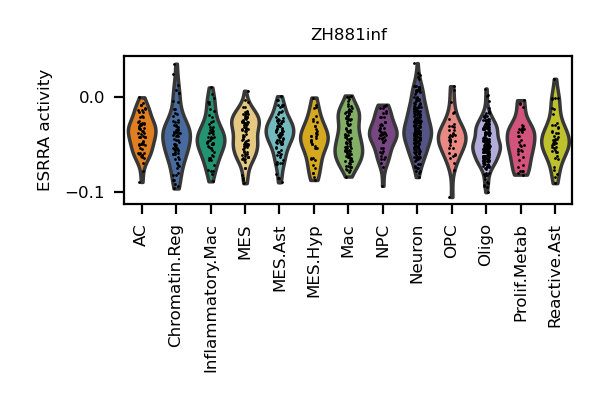 ZH881inf
ESRRA activity
0.0
−0.1
AC
Chromatin.Reg
Inflammatory.Mac
MES
MES.Ast
MES.Hyp
Mac
NPC
Neuron
OPC
Oligo
Prolif.Metab
Reactive.Ast